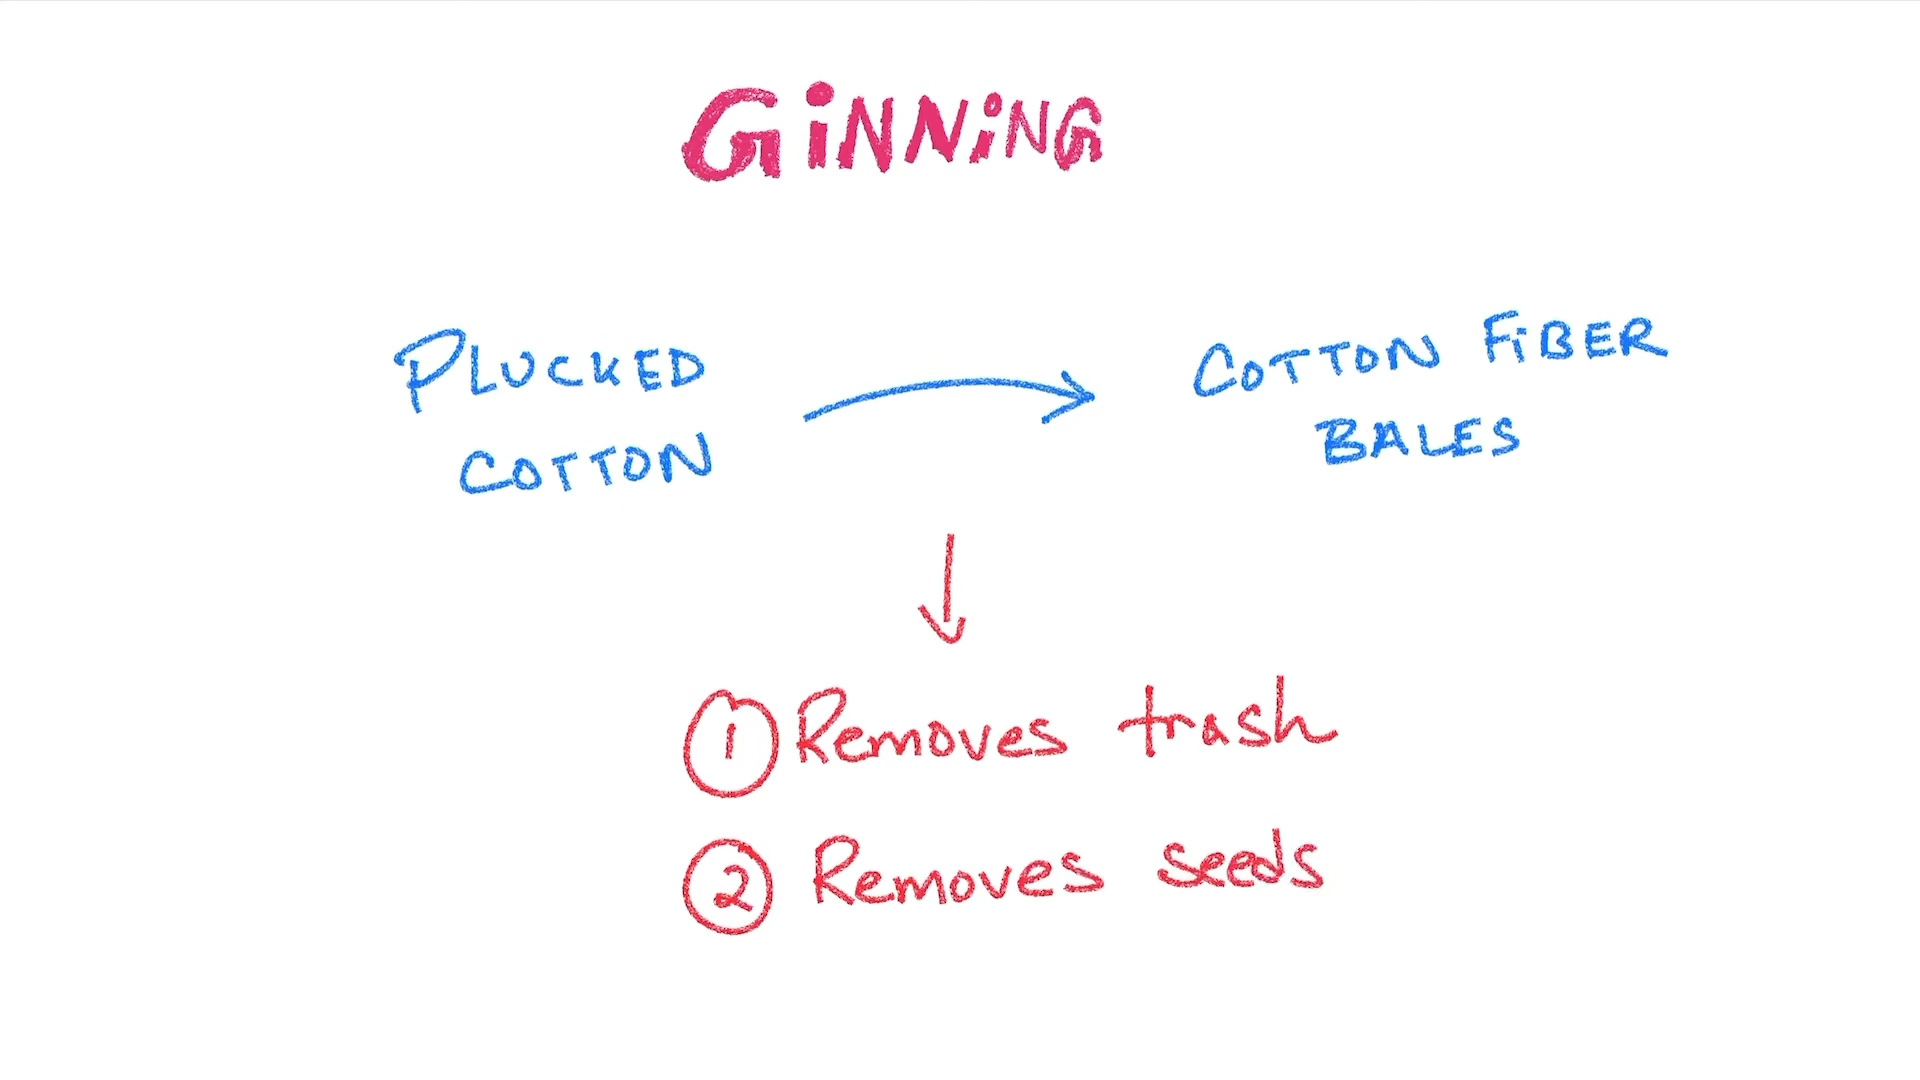 GiNNiNG
PLUCKED
COTTON
COTTON FiBER
BALES
1 Removes trash
2 Removes seeds